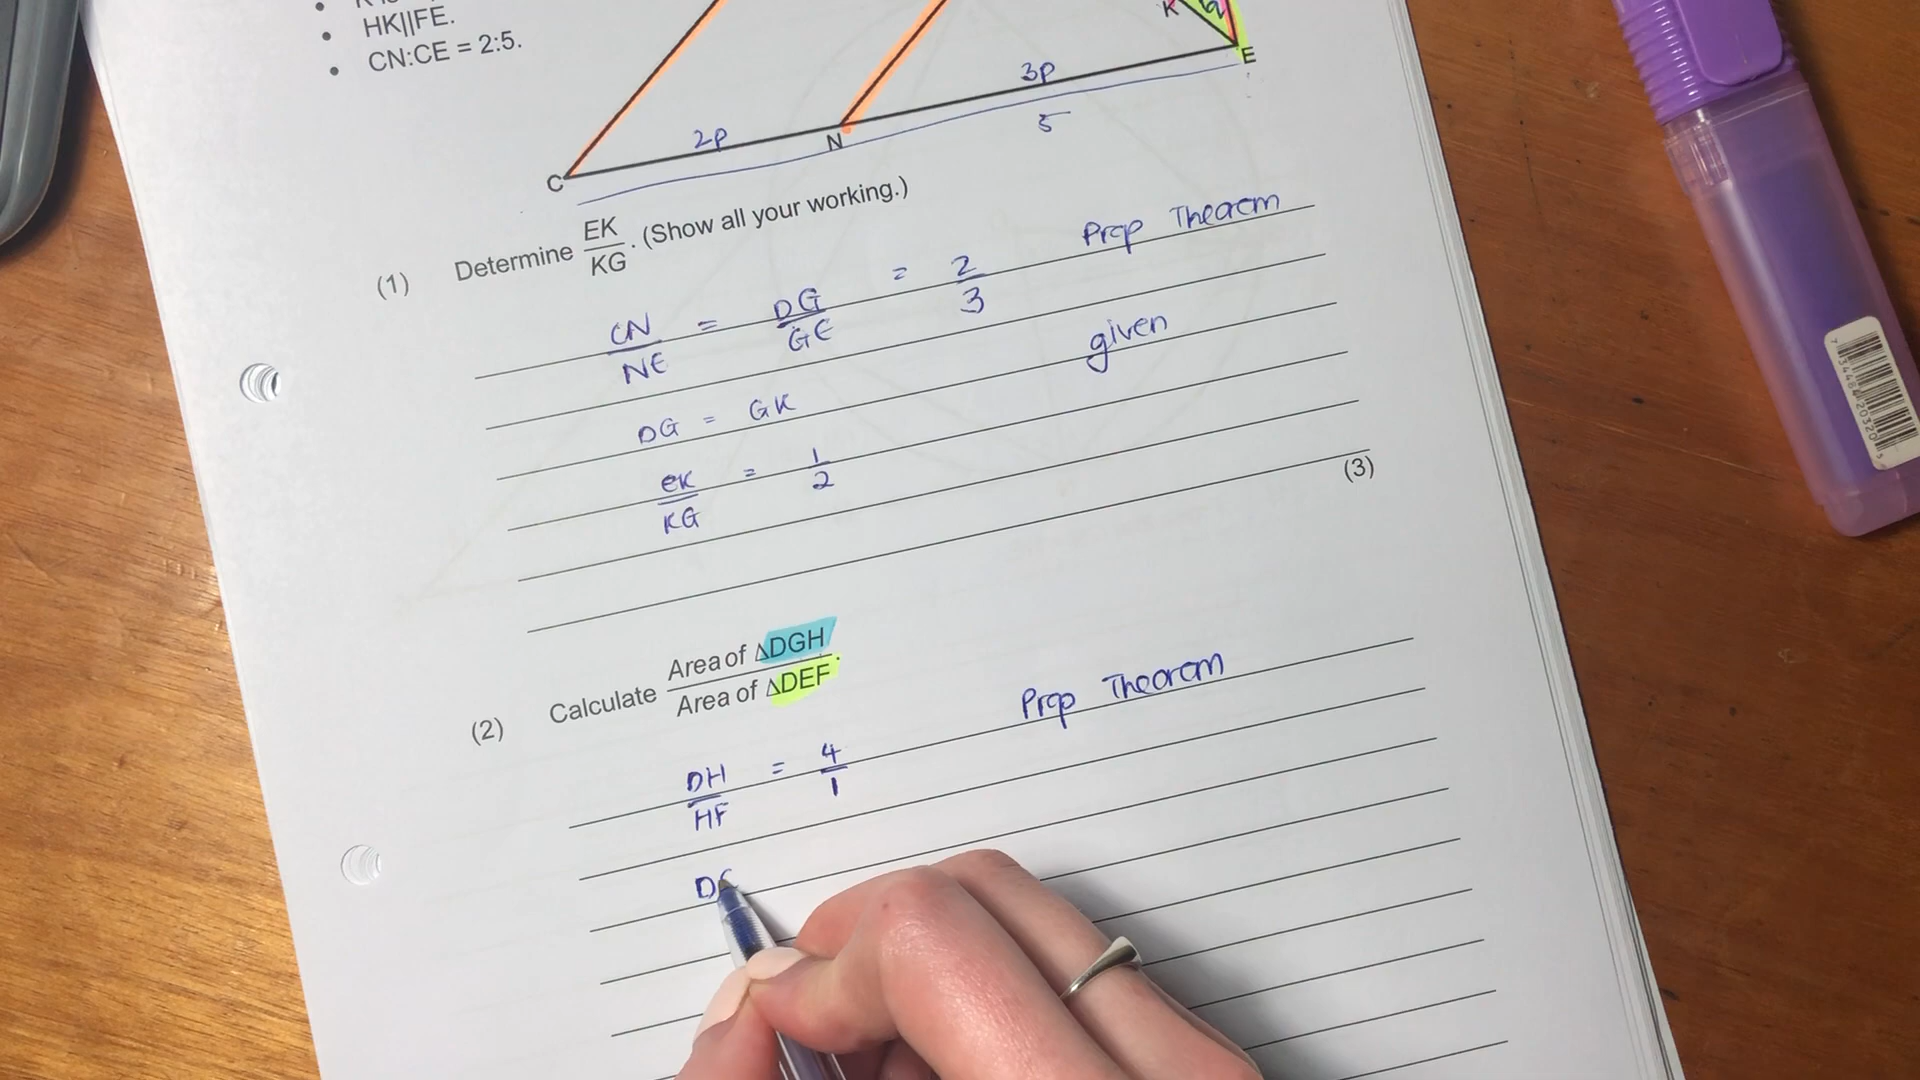 HK||FE.
CN:CE = 2:5.
K
a
E
3p
5
2p
N
C
(1) Determine EK/KG. (Show all your working.)
CN/NE = DG/GE = 2/3 Prop Theorem
DG = GK given
eK/KG = 1/2
(3)
(2) Calculate Area of ΔDGH/Area of ΔDEF.
DH/HF = 4/1 Prop Theorem